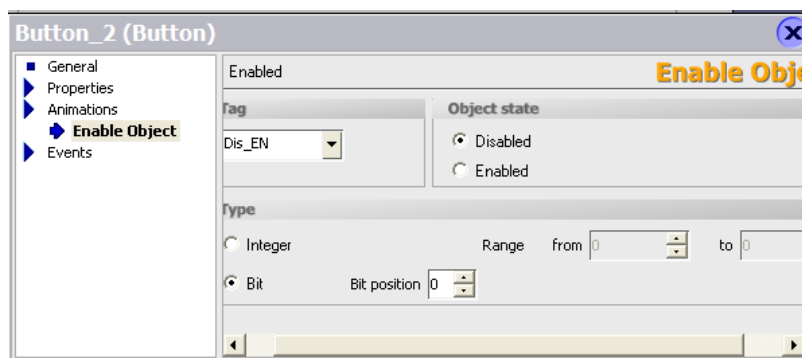 Button_2 (Button)
General
Properties
Animations
Enable Object
Events
Enabled
Enable Obje
Tag
Object state
Dis_EN
Disabled
Enabled
Type
Integer
Range from 0 to 0
Bit
Bit position 0